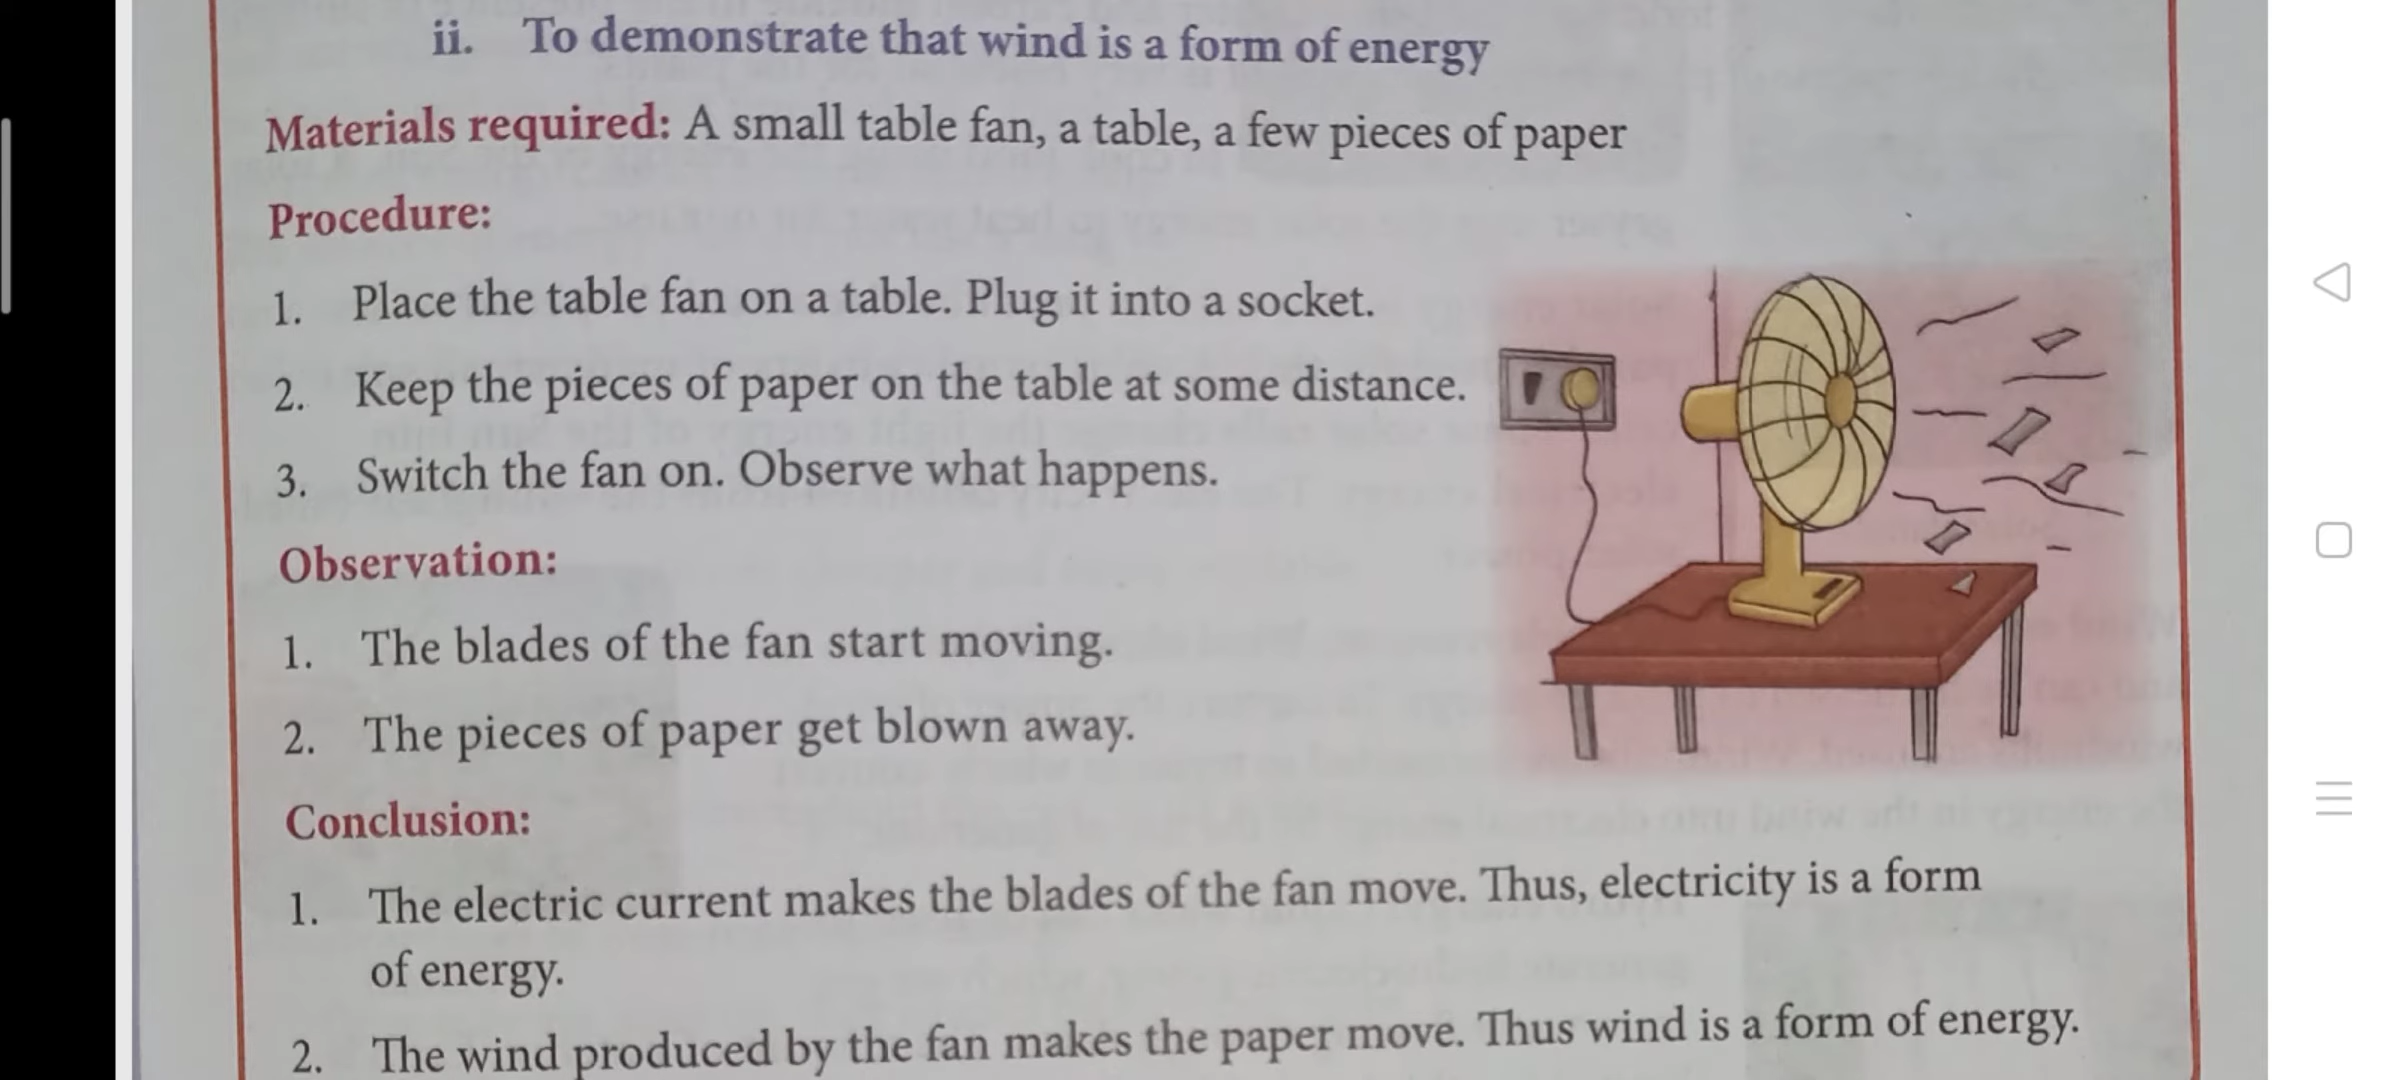 ii. To demonstrate that wind is a form of energy
Materials required: A small table fan, a table, a few pieces of paper
Procedure:
1. Place the table fan on a table. Plug it into a socket.
2. Keep the pieces of paper on the table at some distance.
3. Switch the fan on. Observe what happens.
Observation:
1. The blades of the fan start moving.
2. The pieces of paper get blown away.
Conclusion:
1. The electric current makes the blades of the fan move. Thus, electricity is a form
of energy.
2. The wind produced by the fan makes the paper move. Thus wind is a form of energy.